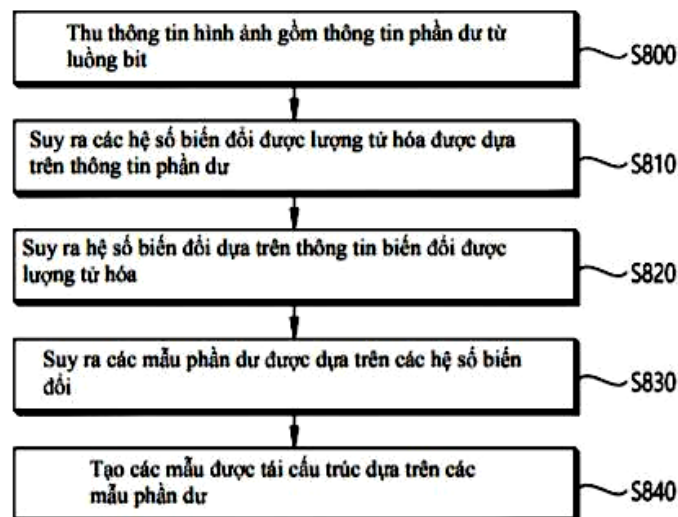 Thu thông tin hình ảnh gồm thông tin phần dư từ
luồng bit
S800
Suy ra các hệ số biến đổi được lượng tử hóa được dựa
trên thông tin phần dư
S810
Suy ra hệ số biến đổi dựa trên thông tin biến đổi được
lượng tử hóa
S820
Suy ra các mẫu phần dư được dựa trên các hệ số biến
đổi
S830
Tạo các mẫu được tái cấu trúc dựa trên các
mẫu phần dư
S840